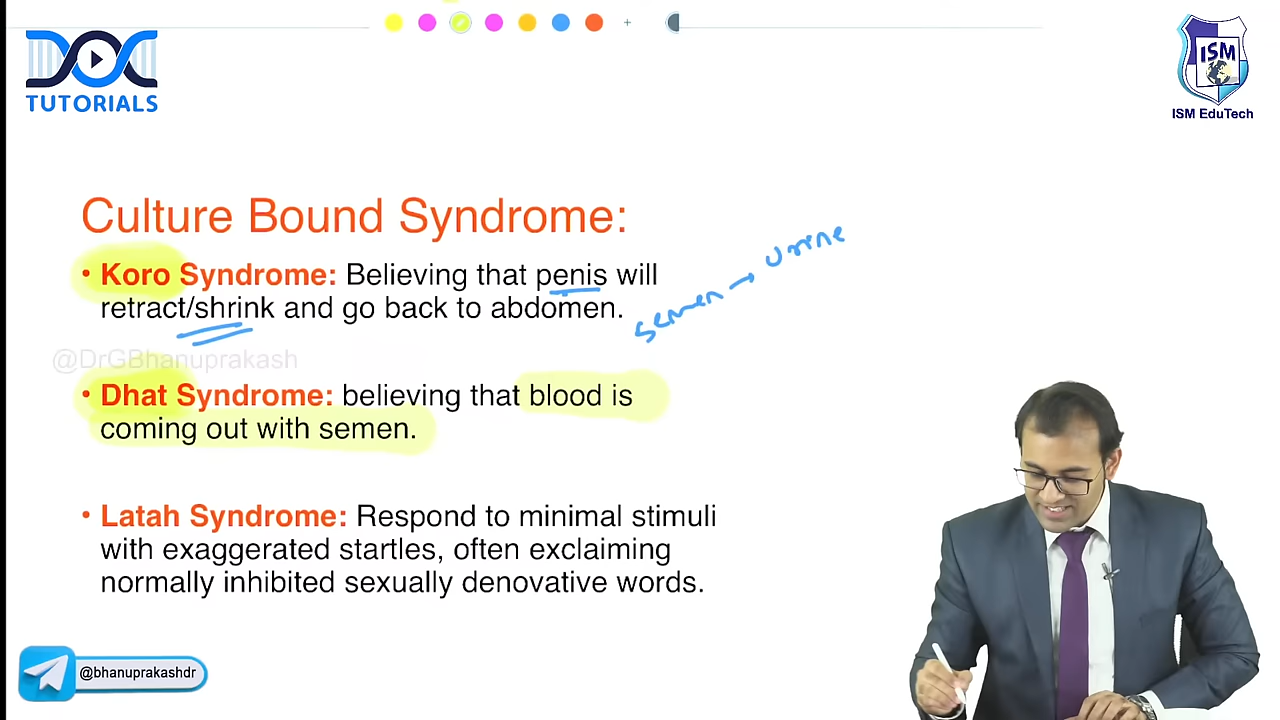 TUTORIALS
ISM
ISM EduTech
Culture Bound Syndrome:
• Koro Syndrome: Believing that penis will
retract/shrink and go back to abdomen.
semen → urine
@DrGBhanuprakash
• Dhat Syndrome: believing that blood is
coming out with semen.
• Latah Syndrome: Respond to minimal stimuli
with exaggerated startles, often exclaiming
normally inhibited sexually denovative words.
@bhanuprakashdr